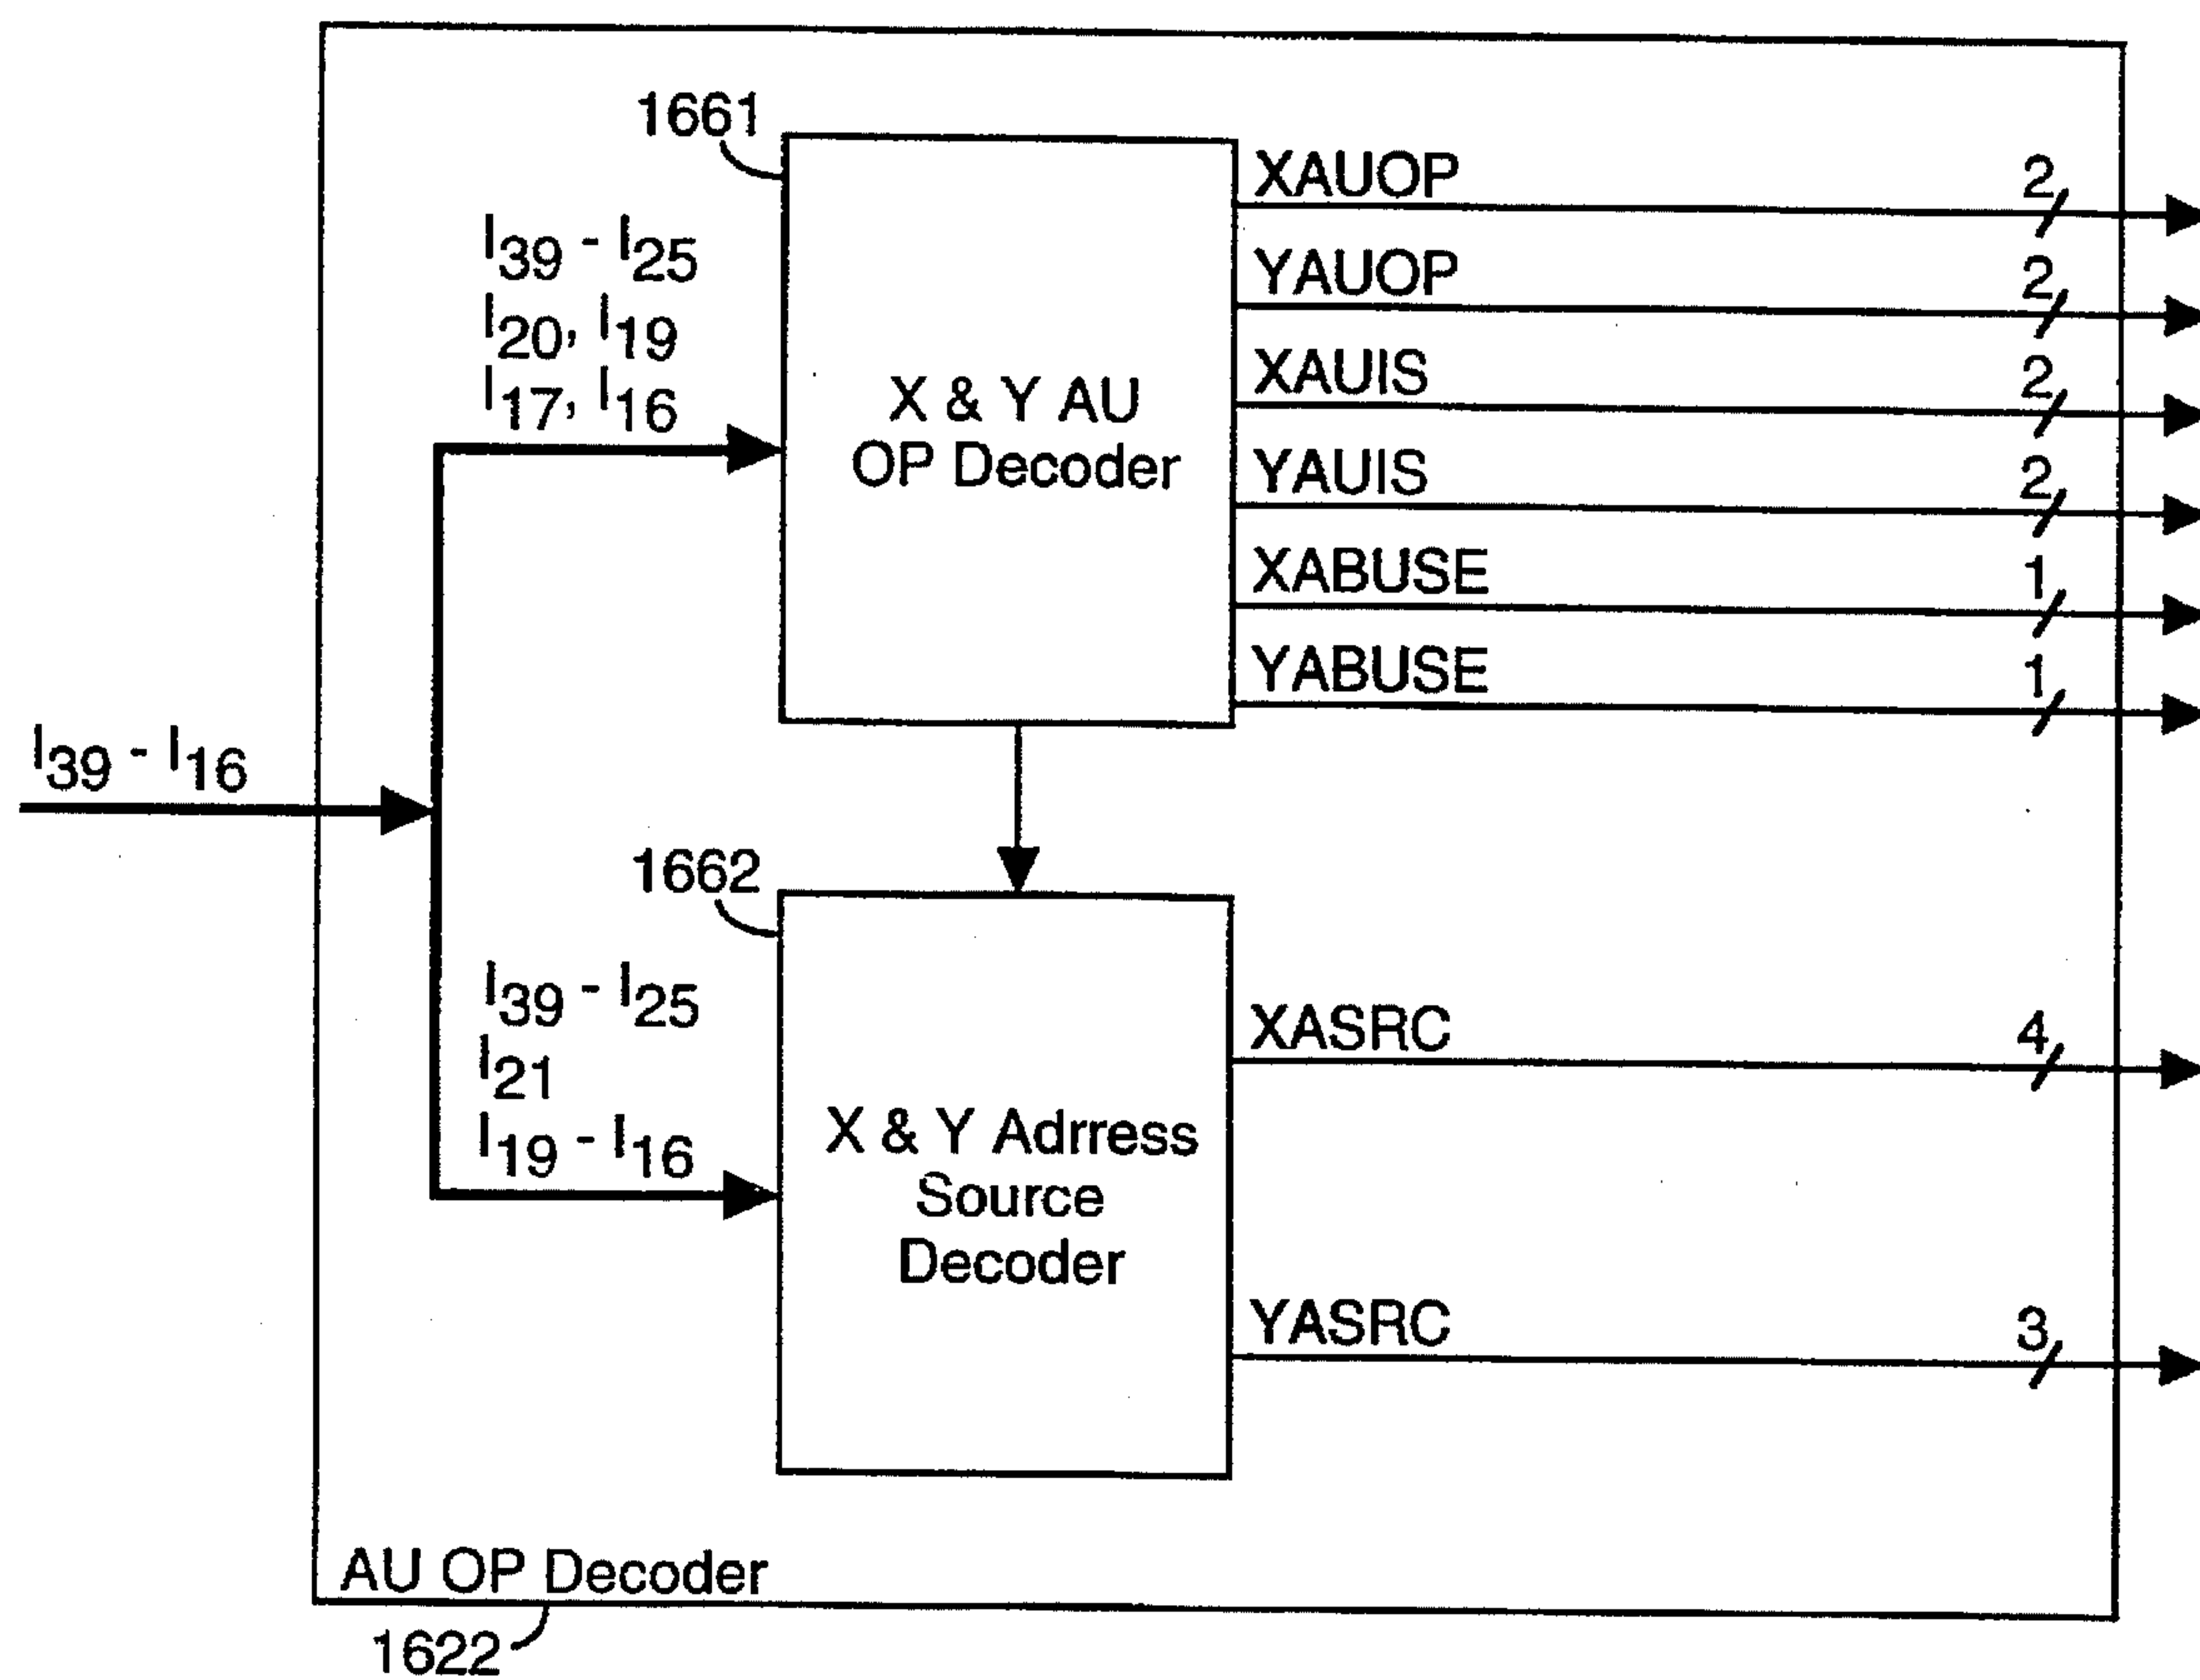 1661
XAUOP
2
I39 - I25
I20, I19
I17, I16
YAUOP
2
X & Y AU
OP Decoder
XAUIS
2
YAUIS
2
XABUSE
1
YABUSE
1
I39 - I16
1662
I39 - I25
I21
I19 - I16
X & Y Adrress
Source
Decoder
XASRC
4
YASRC
3
AU OP Decoder
1622